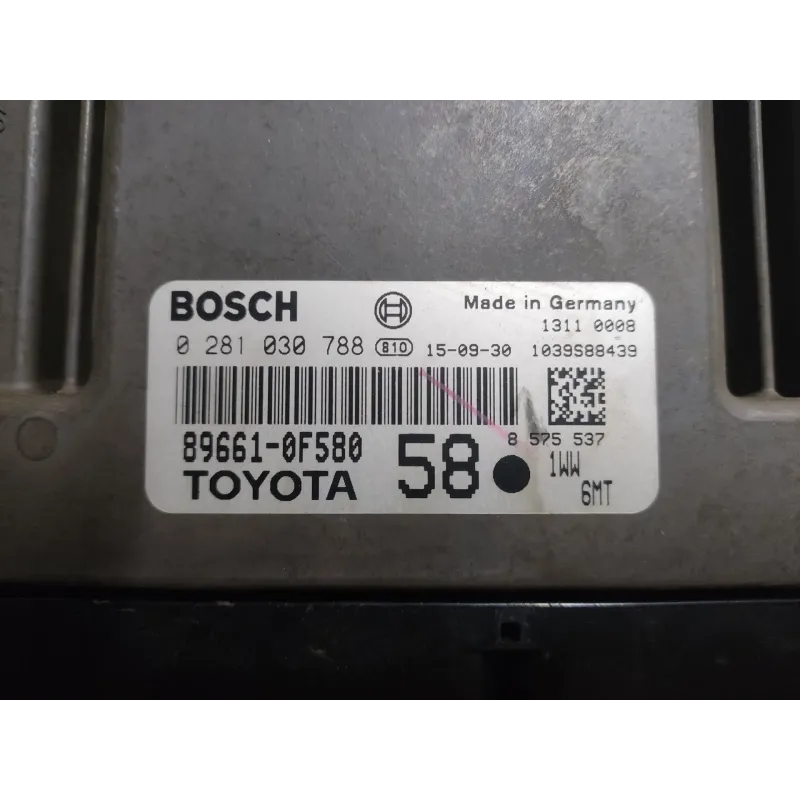 BOSCH
Made in Germany
1311 0008
0 281 030 788 810 15-09-30 1039S88439
8 575 537
89661-0F580
58
1WW
TOYOTA
6MT